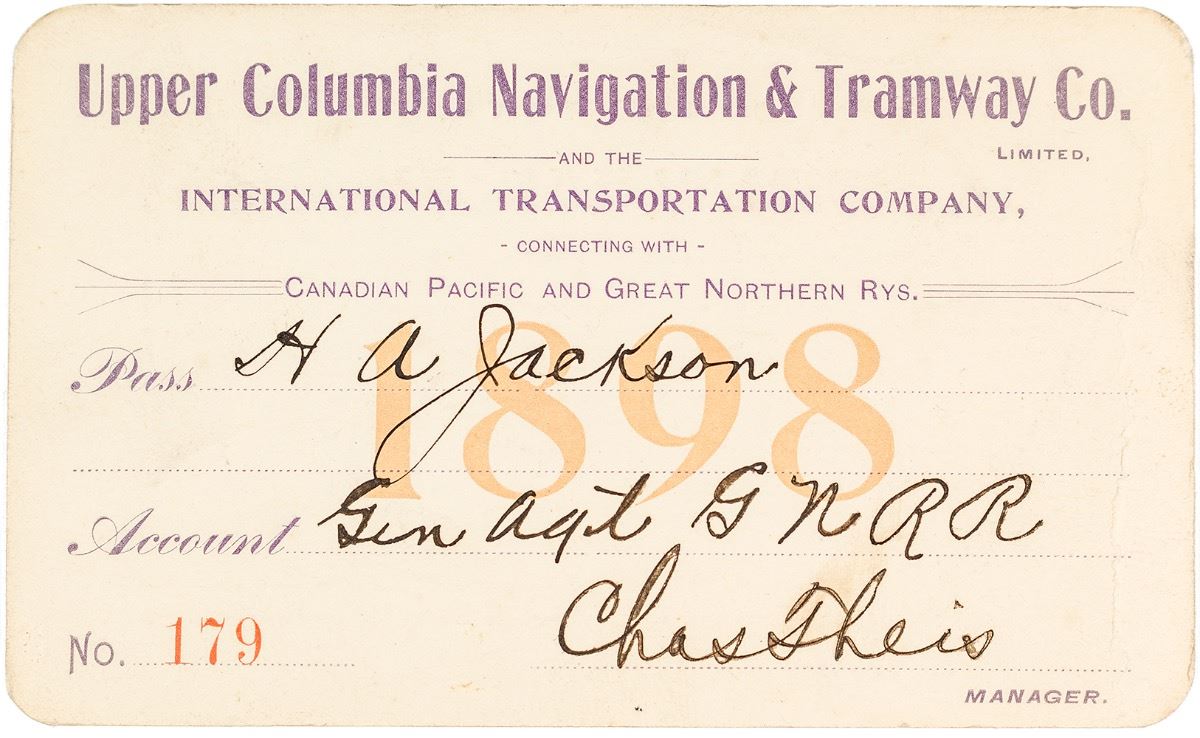 Upper Columbia Navigation & Tramway Co.
LIMITED,
AND THE
INTERNATIONAL TRANSPORTATION COMPANY,
- CONNECTING WITH -
CANADIAN PACIFIC AND GREAT NORTHERN RYS.
1898
Pass H A Jackson
Account Gen Agt G N R R
No. 179 Chas Theis
MANAGER.